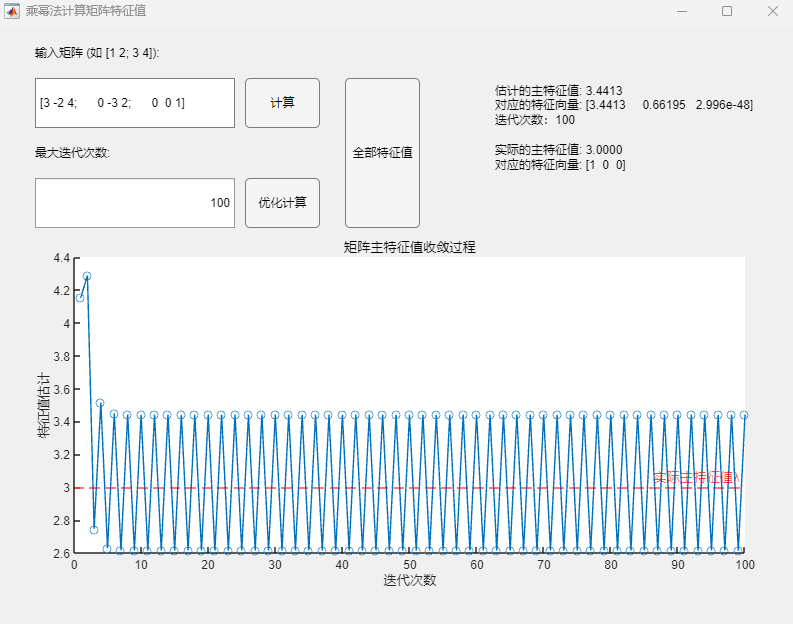 乘幂法计算矩阵特征值
输入矩阵 (如 [1 2; 3 4]):
[3 -2 4; 0 -3 2; 0 0 1]
计算
最大迭代次数:
100
优化计算
全部特征值
估计的主特征值: 3.4413
对应的特征向量: [3.4413 0.66195 2.996e-48]
迭代次数: 100
实际的主特征值: 3.0000
对应的特征向量: [1 0 0]
矩阵主特征值收敛过程
特征值估计
4.4
4.2
4
3.8
3.6
3.4
3.2
3
2.8
2.6
实际主特征值λ
0 10 20 30 40 50 60 70 80 90 100
迭代次数